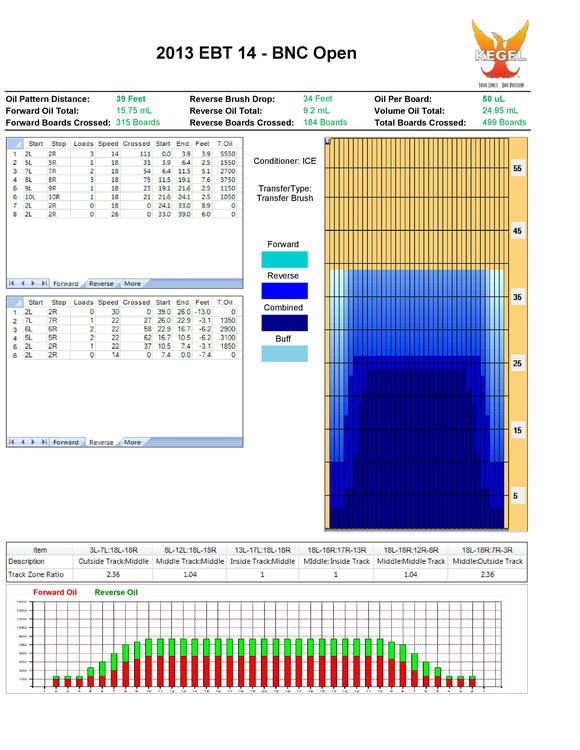 2013 EBT 14 - BNC Open
KEGEL
Oil Pattern Distance: 39 Feet Reverse Brush Drop: 34 Feet Oil Per Board: 50 uL
Forward Oil Total: 15.75 mL Reverse Oil Total: 9.2 mL Volume Oil Total: 24.95 mL
Forward Boards Crossed: 315 Boards Reverse Boards Crossed: 184 Boards Total Boards Crossed: 499 Boards
Start Stop Loads Speed Crossed Start End Feet T.Oil
1 2L 2R 3 14 111 0.0 3.9 3.9 5550
2 5L 5R 1 18 31 3.9 6.4 2.5 1550
3 7L 7R 2 18 54 6.4 11.5 5.1 2700
4 8L 8R 3 18 75 11.5 19.1 7.6 3750
5 9L 9R 1 18 23 19.1 21.6 2.5 1150
6 10L 10R 1 18 21 21.6 24.1 2.5 1050
7 2L 2R 0 18 0 24.1 33.0 8.9 0
8 2L 2R 0 26 0 33.0 39.0 6.0 0
Forward Reverse More
Start Stop Loads Speed Crossed Start End Feet T.Oil
1 2L 2R 0 30 0 39.0 26.0 -13.0 0
2 7L 7R 1 22 27 26.0 22.9 -3.1 1350
3 6L 6R 2 22 58 22.9 16.7 -6.2 2900
4 5L 5R 2 22 62 16.7 10.5 -6.2 3100
5 2L 2R 1 22 37 10.5 7.4 -3.1 1850
6 2L 2R 0 14 0 7.4 0.0 -7.4 0
Forward Reverse More
Conditioner: ICE
TransferType:
Transfer Brush
Forward
Reverse
Combined
Buff
55
45
35
25
15
5
Item 3L-7L:18L-18R 8L-12L:18L-18R 13L-17L:18L-18R 18L-18R:17R-13R 18L-18R:12R-8R 18L-18R:7R-3R
Description Outside Track:Middle Middle Track:Middle Inside Track:Middle Middle: Inside Track Middle:Middle Track Middle:Outside Track
Track Zone Ratio 2.36 1.04 1 1 1.04 2.36
Forward Oil Reverse Oil